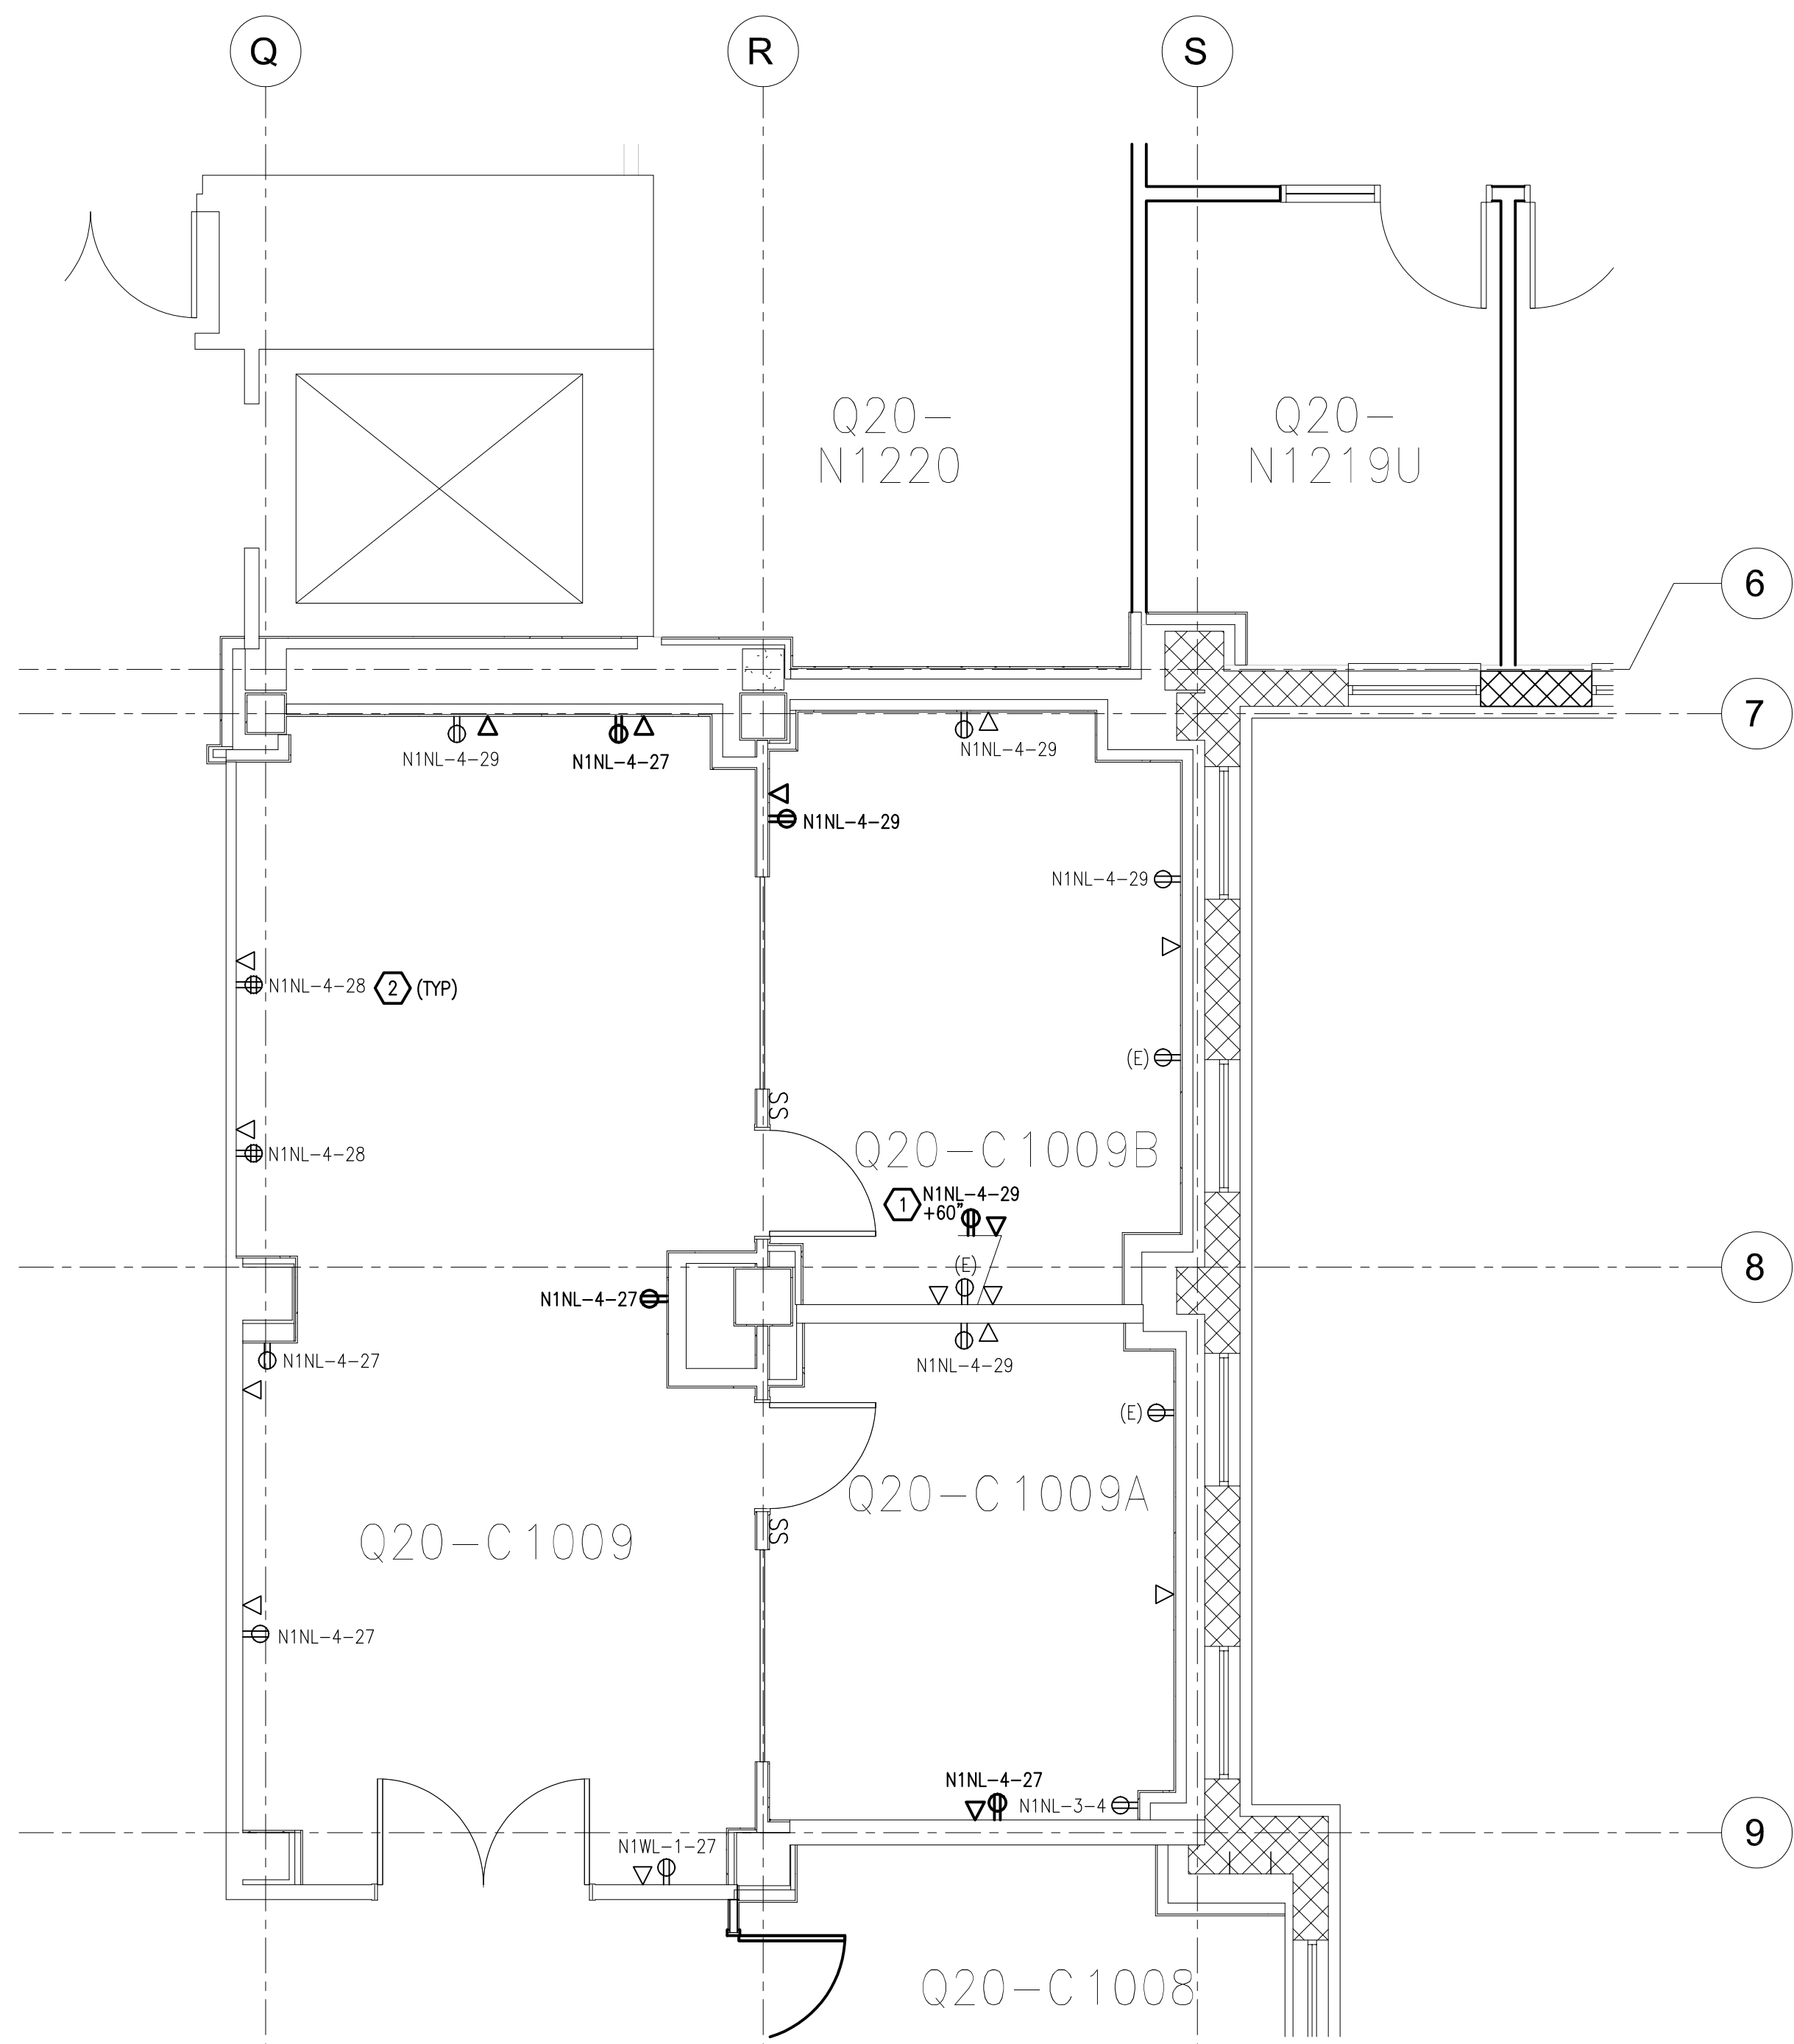 Q
R
S
Q20-
N1220
Q20-
N1219U
6
7
N1NL-4-29
N1NL-4-27
N1NL-4-29
N1NL-4-29
N1NL-4-29
N1NL-4-28
2
(TYP)
(E)
SS
N1NL-4-28
Q20-C1009B
1
N1NL-4-29
+60"
(E)
8
N1NL-4-27
N1NL-4-27
N1NL-4-29
(E)
Q20-C1009A
SS
Q20-C1009
N1NL-4-27
N1NL-4-27
N1NL-3-4
9
N1WL-1-27
Q20-C1008